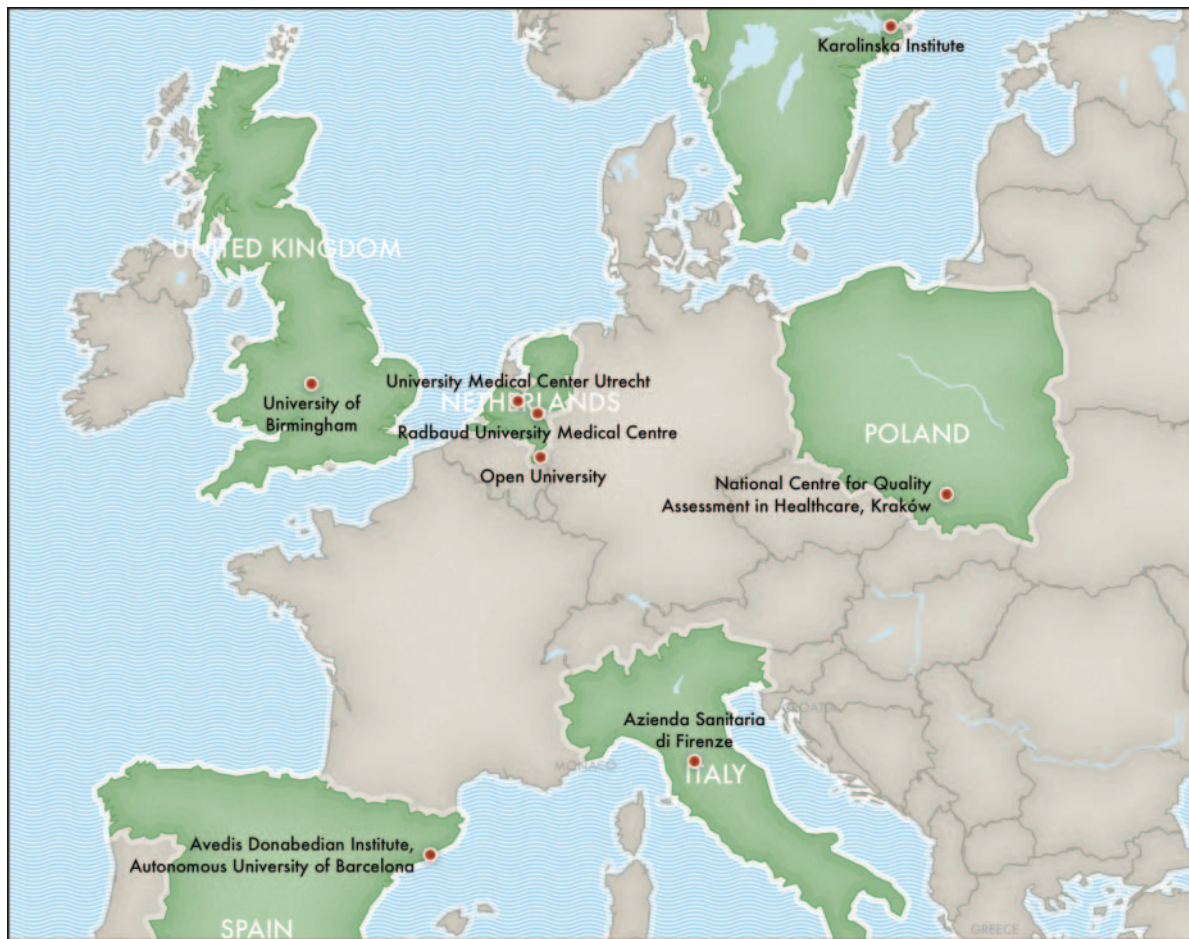 Karolinska Institute
UNITED KINGDOM
University Medical Center Utrecht
NETHERLANDS
University of
Birmingham
Radbaud University Medical Centre
POLAND
Open University
National Centre for Quality
Assessment in Healthcare, Kraków
CROATIA
Azienda Sanitaria
di Firenze
MONACO
ITALY
Avedis Donabedian Institute,
Autonomous University of Barcelona
SPAIN
GREECE